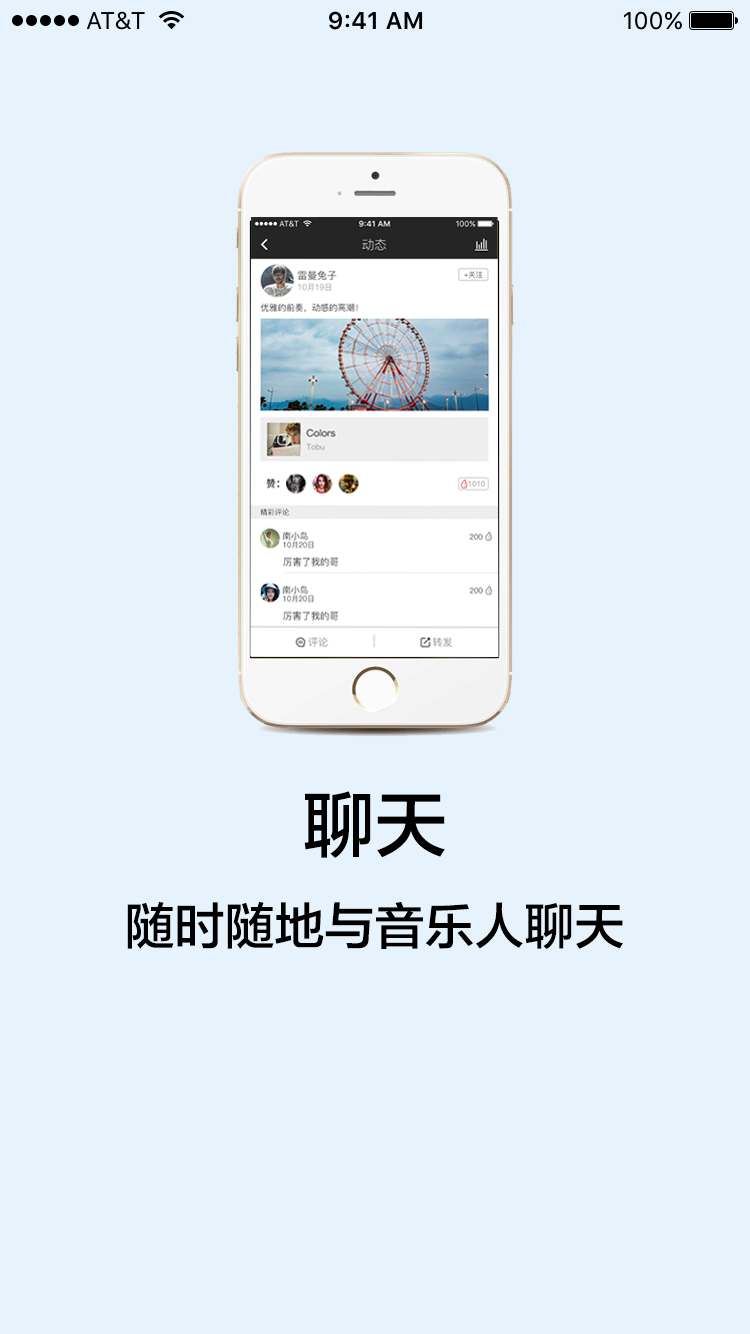 AT&T 9:41 AM 100%
AT&T 9:41 AM 100%
动态
雷曼兔子
+关注
10月19日
优雅的前奏，动感的高潮！
Colors
Tobu
赞：
1010
精彩评论
南小鸟
200
10月20日
厉害了我的哥
南小鸟
200
10月20日
厉害了我的哥
评论 转发
聊天
随时随地与音乐人聊天